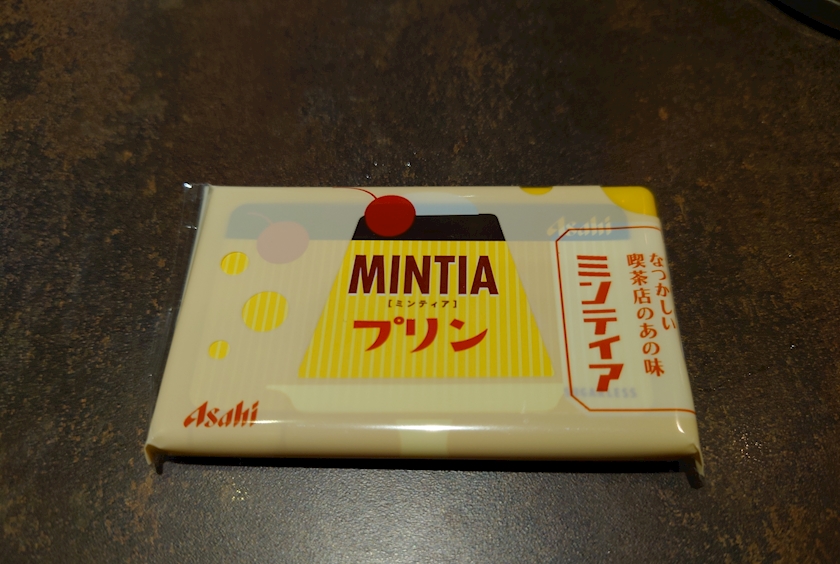 Asahi
MINTIA
[ミンティア]
プリン
なつかしい
喫茶店のあの味
ミンティア
SUGARLESS
Asahi